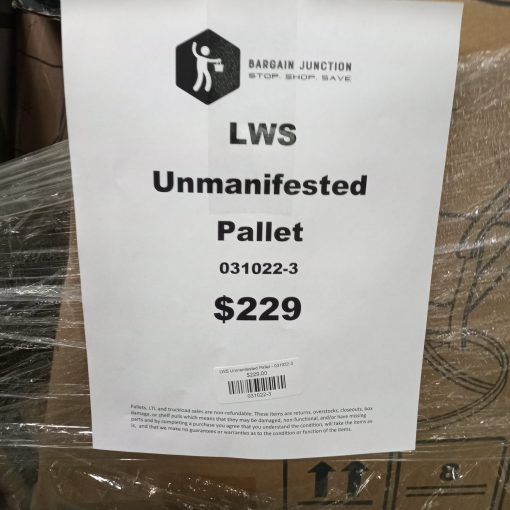 BARGAIN JUNCTION
STOP. SHOP. SAVE
LWS
Unmanifested
Pallet
031022-3
$229
LWS Unmanifested Pallet - 031022-3
$229.00
031022-3
Pallets, LTL and truckload sales are non-refundable. These items are returns, overstocks, closeouts, box
damage, or shelf pulls which means that they may be damaged, non-functional, and/or have missing
parts and by completing a purchase you agree that you understand the condition, will take the items as
is, and that we make no guarantees or warranties as to the condition or function of the items.
8